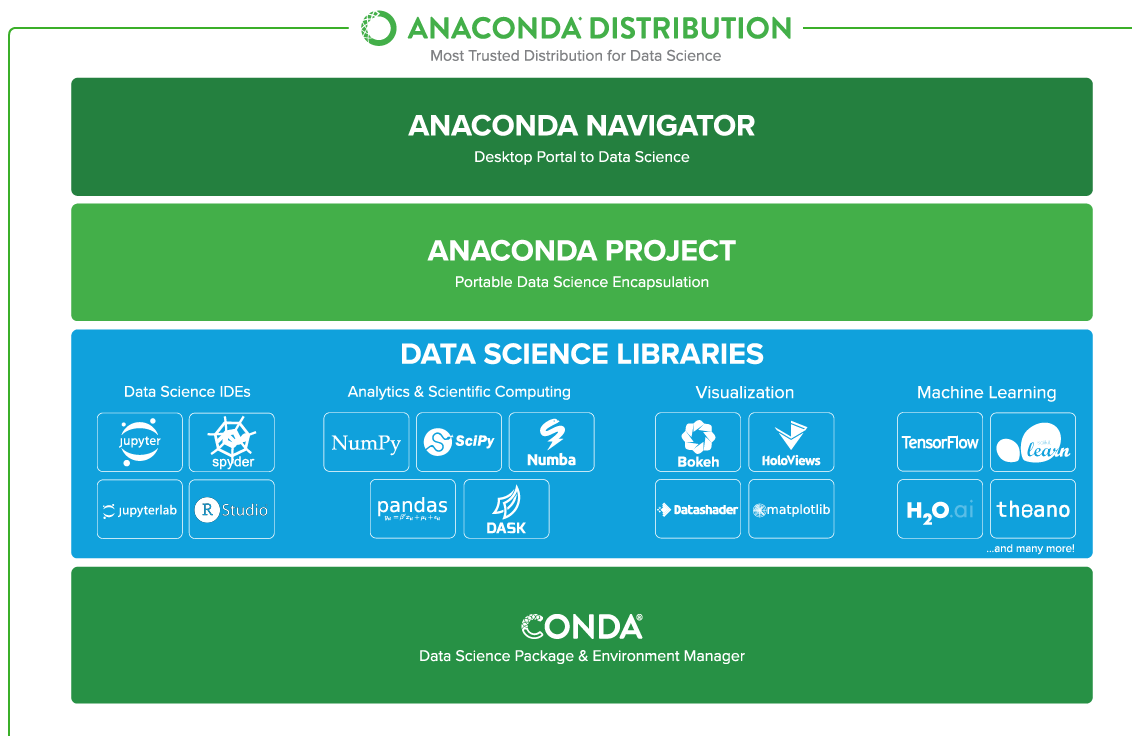 ANACONDA® DISTRIBUTION
Most Trusted Distribution for Data Science
ANACONDA NAVIGATOR
Desktop Portal to Data Science
ANACONDA PROJECT
Portable Data Science Encapsulation
DATA SCIENCE LIBRARIES
Data Science IDEs
jupyter
spyder
jupyterlab
R Studio
Analytics & Scientific Computing
NumPy
SciPy
Numba
pandas
DASK
Visualization
Bokeh
HoloViews
Datashader
matplotlib
Machine Learning
TensorFlow
learn
H2O.ai
theano
...and many more!
CONDA®
Data Science Package & Environment Manager